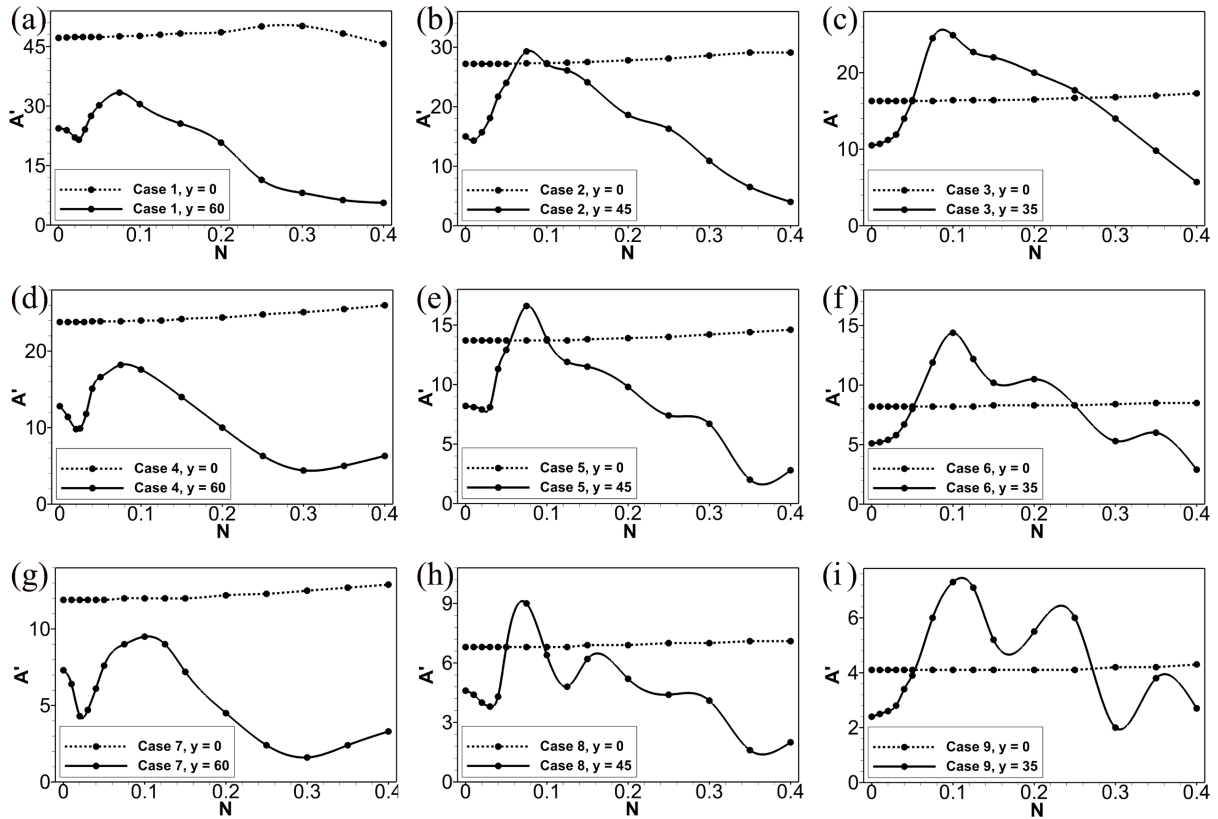 (a)
45
30
15
0
A'
Case 1, y = 0
Case 1, y = 60
0 0.1 0.2 0.3 0.4
N
(b)
30
20
10
0
A'
Case 2, y = 0
Case 2, y = 45
0 0.1 0.2 0.3 0.4
N
(c)
20
10
0
A'
Case 3, y = 0
Case 3, y = 35
0 0.1 0.2 0.3 0.4
N
(d)
20
10
0
A'
Case 4, y = 0
Case 4, y = 60
0 0.1 0.2 0.3 0.4
N
(e)
15
10
5
0
A'
Case 5, y = 0
Case 5, y = 45
0 0.1 0.2 0.3 0.4
N
(f)
15
10
5
0
A'
Case 6, y = 0
Case 6, y = 35
0 0.1 0.2 0.3 0.4
N
(g)
10
5
0
A'
Case 7, y = 0
Case 7, y = 60
0 0.1 0.2 0.3 0.4
N
(h)
9
6
3
0
A'
Case 8, y = 0
Case 8, y = 45
0 0.1 0.2 0.3 0.4
N
(i)
6
4
2
0
A'
Case 9, y = 0
Case 9, y = 35
0 0.1 0.2 0.3 0.4
N